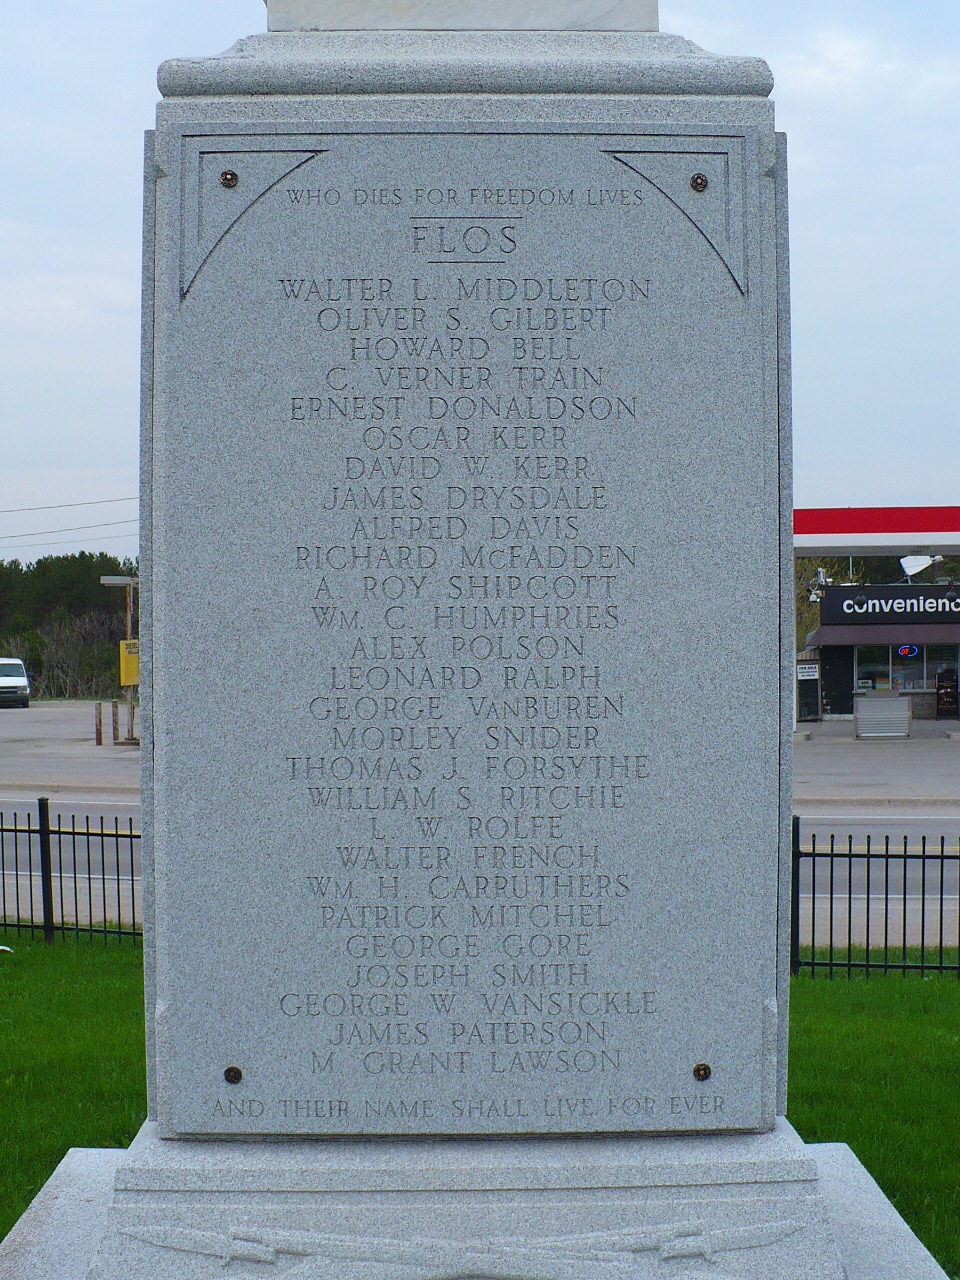 WHO DIES FOR FREEDOM LIVES
FLOS
WALTER L. MIDDLETON
OLIVER S. GILBERT
HOWARD BELL
C. VERNER TRAIN
ERNEST DONALDSON
OSCAR KERR
DAVID W. KERR
JAMES DRYSDALE
ALFRED DAVIS
RICHARD McFADDEN
A. ROY SHIPCOTT
WM. C. HUMPHRIES
ALEX POLSON
LEONARD RALPH
GEORGE VANBUREN
MORLEY SNIDER
THOMAS J. FORSYTHE
WILLIAM S. RITCHIE
L. W. ROLFE
WALTER FRENCH
WM. H. CARRUTHERS
PATRICK MITCHEL
GEORGE GORE
JOSEPH SMITH
GEORGE W. VANSICKLE
JAMES PATERSON
M. GRANT LAWSON
AND THEIR NAME SHALL LIVE FOR EVER
convenienc
FOR SALE